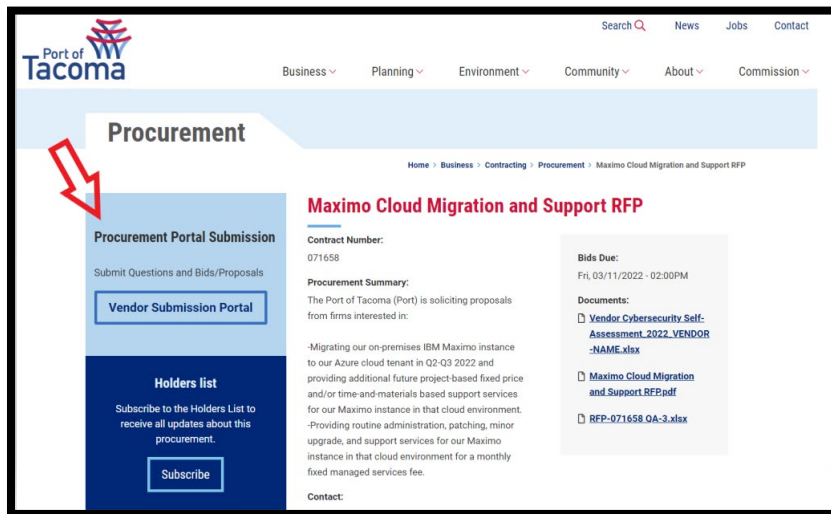 Port of
Tacoma
Search News Jobs Contact
Business Planning Environment Community About Commission
Procurement
Home > Business > Contracting > Procurement > Maximo Cloud Migration and Support RFP
Procurement Portal Submission
Submit Questions and Bids/Proposals
Vendor Submission Portal
Holders list
Subscribe to the Holders List to
receive all updates about this
procurement.
Subscribe
Maximo Cloud Migration and Support RFP
Contract Number:
071658
Procurement Summary:
The Port of Tacoma (Port) is soliciting proposals
from firms interested in:
-Migrating our on-premises IBM Maximo instance
to our Azure cloud tenant in Q2-Q3 2022 and
providing additional future project-based fixed price
and/or time-and-materials based support services
for our Maximo instance in that cloud environment.
-Providing routine administration, patching, minor
upgrade, and support services for our Maximo
instance in that cloud environment for a monthly
fixed managed services fee.
Contact:
Bids Due:
Fri, 03/11/2022 - 02:00PM
Documents:
Vendor Cybersecurity Self-
Assessment_2022_VENDOR
-NAME.xlsx
Maximo Cloud Migration
and Support RFP.pdf
RFP-071658 QA-3.xlsx